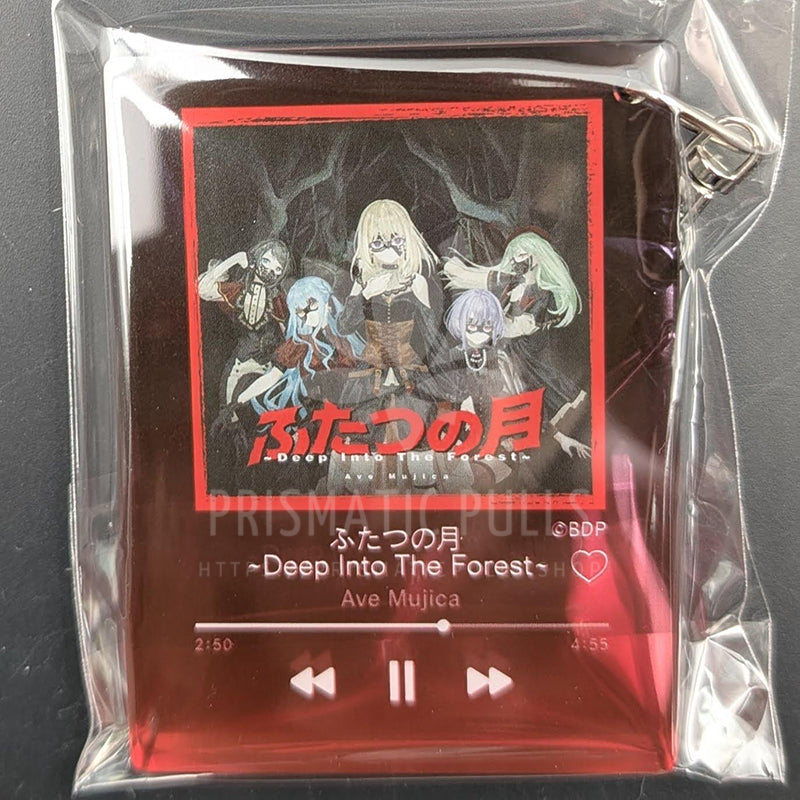 ふたつの月
~Deep Into The Forest~
Ave Mujica
PRISMATIC PULLS
©BDP
ふたつの月
~Deep Into The Forest~
Ave Mujica
2:50
4:55